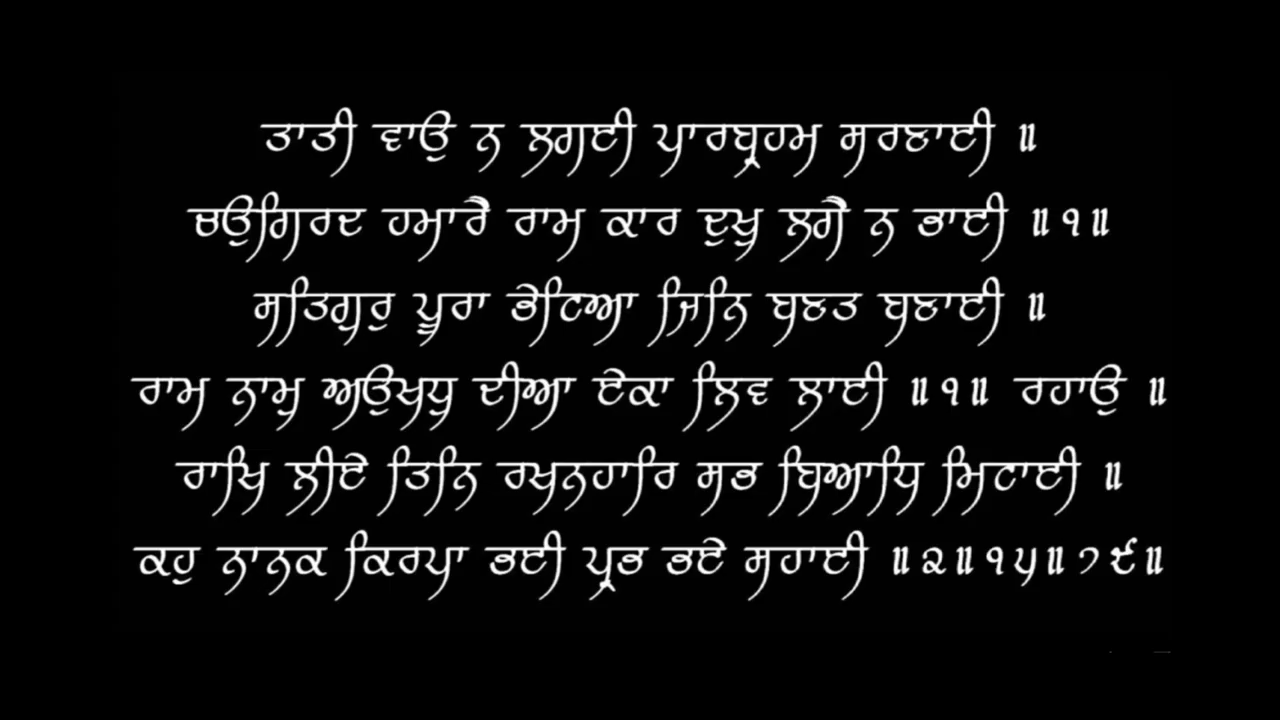 ਤਾਤੀ ਵਾਉ ਨ ਲਗਈ ਪਾਰਬ੍ਰਹਮ ਸਰਣਾਈ ॥
ਚਉਗਿਰਦ ਹਮਾਰੈ ਰਾਮ ਕਾਰ ਦੁਖੁ ਲਗੈ ਨ ਭਾਈ ॥੧॥
ਸਤਿਗੁਰੁ ਪੂਰਾ ਭੇਟਿਆ ਜਿਨਿ ਬਣਤ ਬਣਾਈ ॥
ਰਾਮ ਨਾਮੁ ਅਉਖਧੁ ਦੀਆ ਏਕਾ ਲਿਵ ਲਾਈ ॥੧॥ ਰਹਾਉ ॥
ਰਾਖਿ ਲੀਏ ਤਿਨਿ ਰਖਨਹਾਰਿ ਸਭ ਬਿਆਧਿ ਮਿਟਾਈ ॥
ਕਹੁ ਨਾਨਕ ਕਿਰਪਾ ਭਈ ਪ੍ਰਭ ਭਏ ਸਹਾਈ ॥੨॥੧੫॥੭੯॥